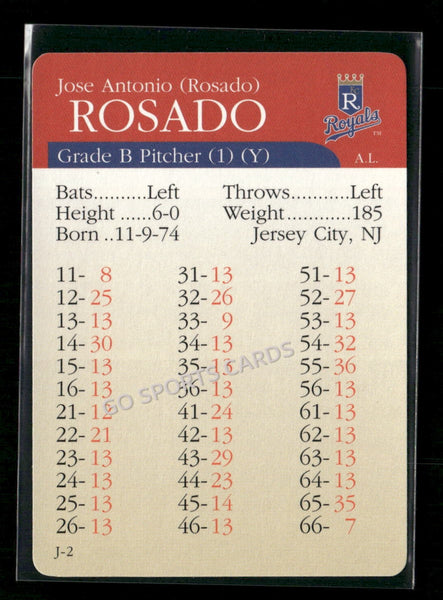 Jose Antonio (Rosado)
ROSADO
R
Royals
TM
Grade B Pitcher (1) (Y)
A.L.
Bats..........Left Throws...........Left
Height ......6-0 Weight............185
Born ..11-9-74 Jersey City, NJ
11- 8 31- 13 51- 13
12- 25 32- 26 52- 27
13- 13 33- 9 53- 13
14- 30 34- 13 54- 32
15- 11 35- 13 55- 36
16- 13 36- 13 56- 13
21- 12 41- 24 61- 13
22- 21 42- 13 62- 13
23- 13 43- 29 63- 13
24- 13 44- 13 64- 13
25- 13 45- 14 65- 35
26- 13 46- 13 66- 7
J-2
GO SPORTS CARDS